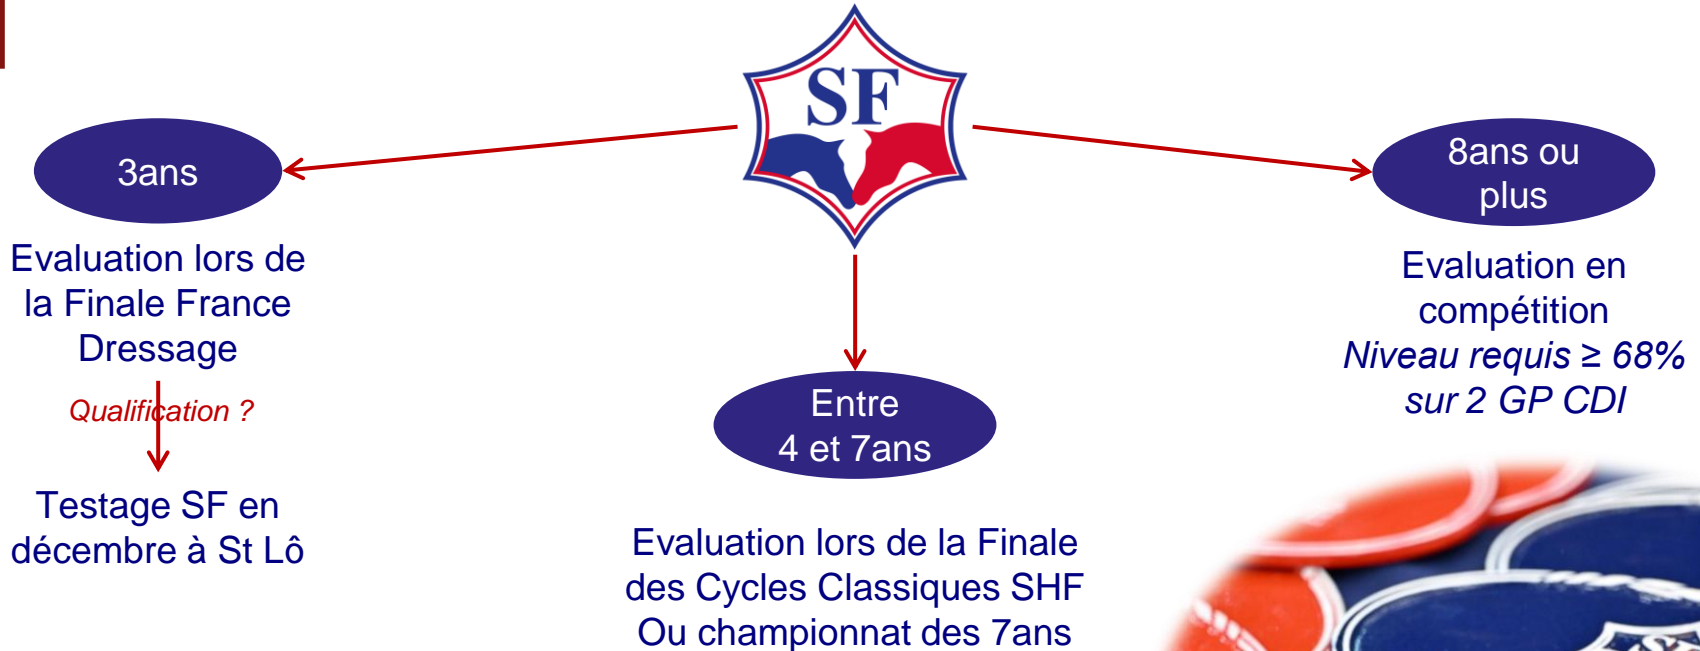 SF
3ans
Evaluation lors de
la Finale France
Dressage
Qualification ?
Testage SF en
décembre à St Lô
Entre
4 et 7ans
Evaluation lors de la Finale
des Cycles Classiques SHF
Ou championnat des 7ans
8ans ou
plus
Evaluation en
compétition
Niveau requis ≥ 68%
sur 2 GP CDI